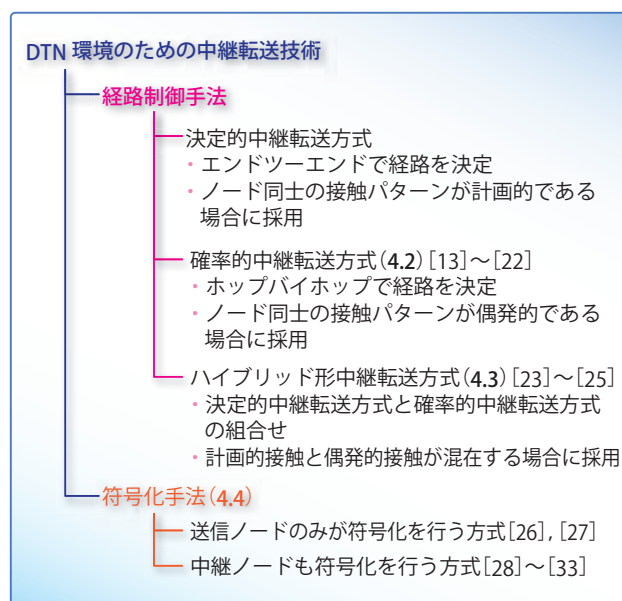 DTN 環境のための中継転送技術
経路制御手法
決定的中継転送方式
・エンドツーエンドで経路を決定
・ノード同士の接触パターンが計画的である
場合に採用
確率的中継転送方式(4.2)[13]〜[22]
・ホップバイホップで経路を決定
・ノード同士の接触パターンが偶発的である
場合に採用
ハイブリッド形中継転送方式(4.3)[23]〜[25]
・決定的中継転送方式と確率的中継転送方式
の組合せ
・計画的接触と偶発的接触が混在する場合に採用
符号化手法(4.4)
送信ノードのみが符号化を行う方式[26],[27]
中継ノードも符号化を行う方式[28]〜[33]